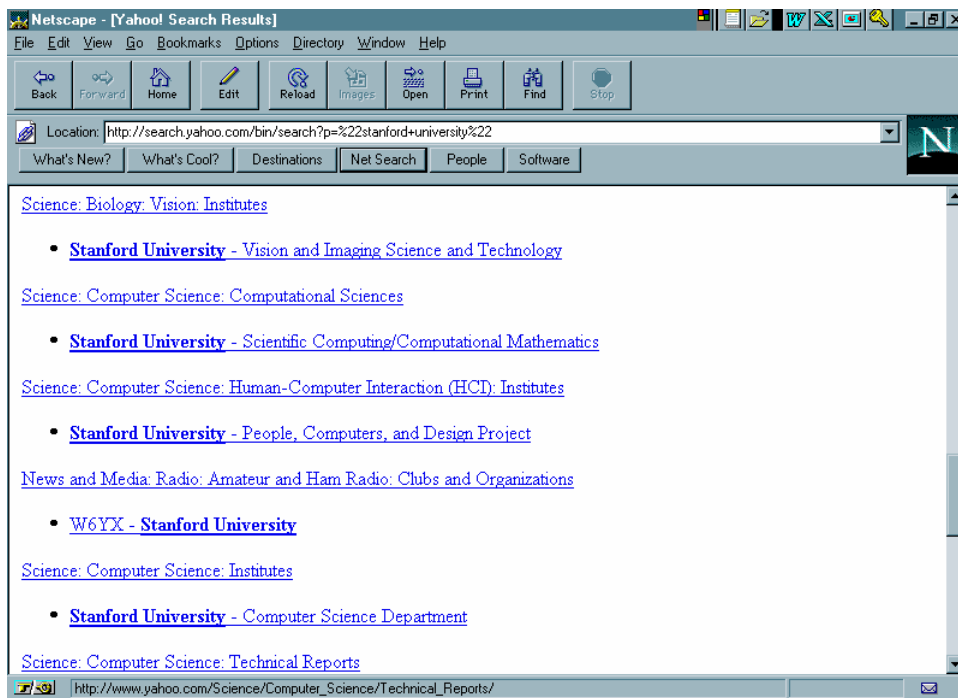 Netscape - [Yahoo! Search Results]
File Edit View Go Bookmarks Options Directory Window Help
Back Forward Home Edit Reload Images Open Print Find Stop
Location: http://search.yahoo.com/bin/search?p=%22stanford+university%22
N
What's New? What's Cool? Destinations Net Search People Software
Science: Biology: Vision: Institutes
• Stanford University - Vision and Imaging Science and Technology
Science: Computer Science: Computational Sciences
• Stanford University - Scientific Computing/Computational Mathematics
Science: Computer Science: Human-Computer Interaction (HCI): Institutes
• Stanford University - People, Computers, and Design Project
News and Media: Radio: Amateur and Ham Radio: Clubs and Organizations
• W6YX - Stanford University
Science: Computer Science: Institutes
• Stanford University - Computer Science Department
Science: Computer Science: Technical Reports
http://www.yahoo.com/Science/Computer_Science/Technical_Reports/